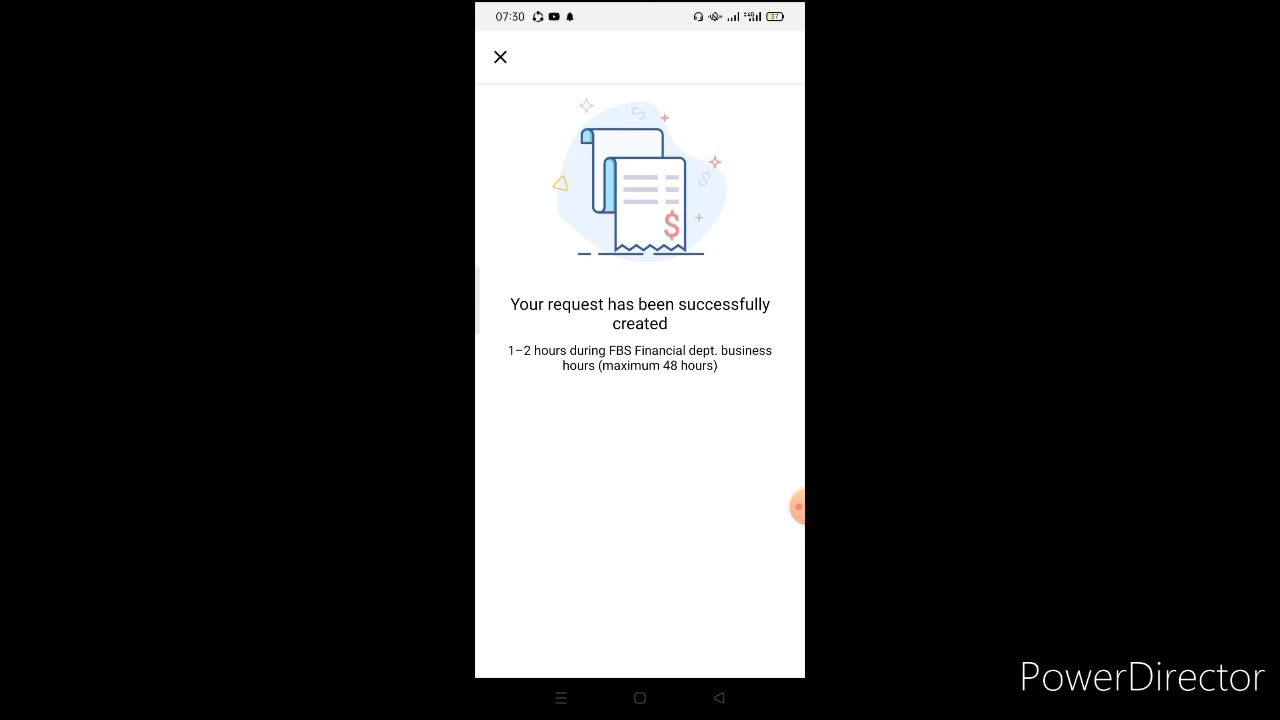 07:30
37
Your request has been successfully
created
1–2 hours during FBS Financial dept. business
hours (maximum 48 hours)
PowerDirector